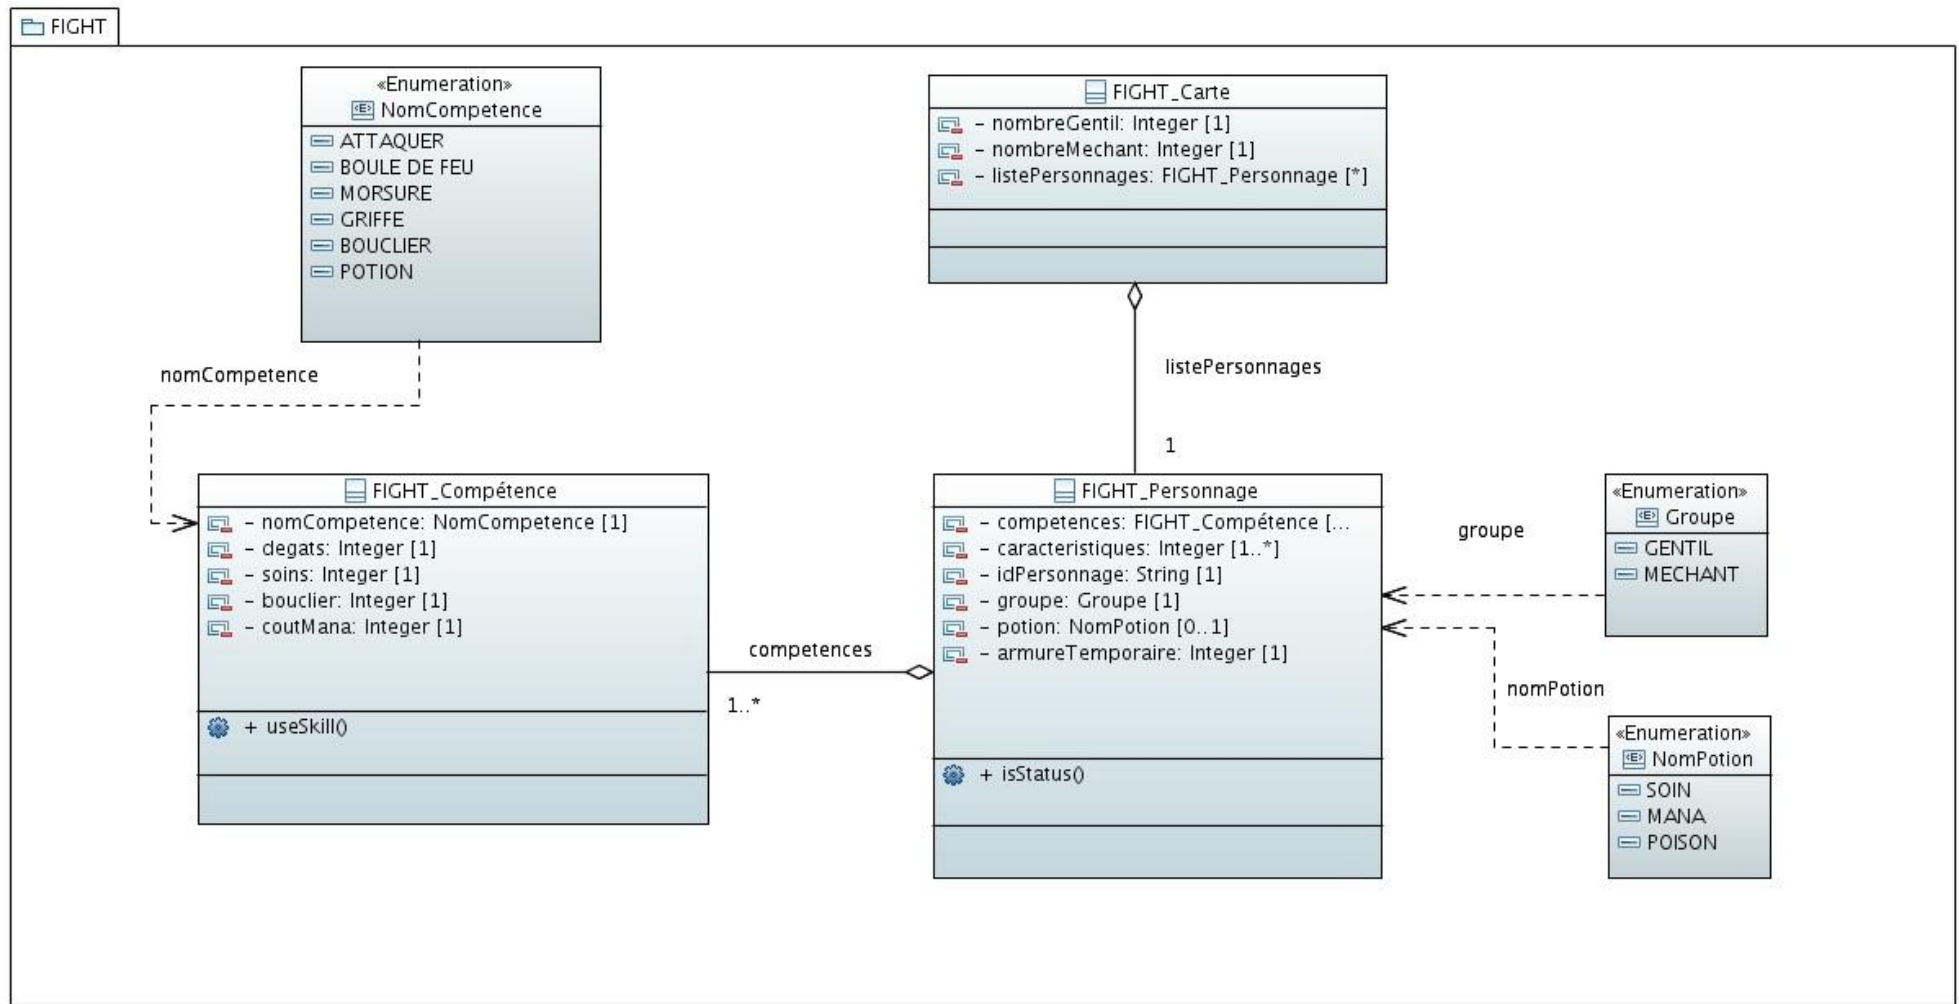 FIGHT
«Enumeration»
NomCompetence
ATTAQUER
BOULE DE FEU
MORSURE
GRIFFE
BOUCLIER
POTION
FIGHT_Carte
- nombreGentil: Integer [1]
- nombreMechant: Integer [1]
- listePersonnages: FIGHT_Personnage [*]
nomCompetence
listePersonnages
1
FIGHT_Compétence
- nomCompetence: NomCompetence [1]
- degats: Integer [1]
- soins: Integer [1]
- bouclier: Integer [1]
- coutMana: Integer [1]
+ useSkill()
competences
1..*
FIGHT_Personnage
- competences: FIGHT_Compétence [...
- caracteristiques: Integer [1..*]
- idPersonnage: String [1]
- groupe: Groupe [1]
- potion: NomPotion [0..1]
- armureTemporaire: Integer [1]
+ isStatus()
groupe
«Enumeration»
Groupe
GENTIL
MECHANT
nomPotion
«Enumeration»
NomPotion
SOIN
MANA
POISON